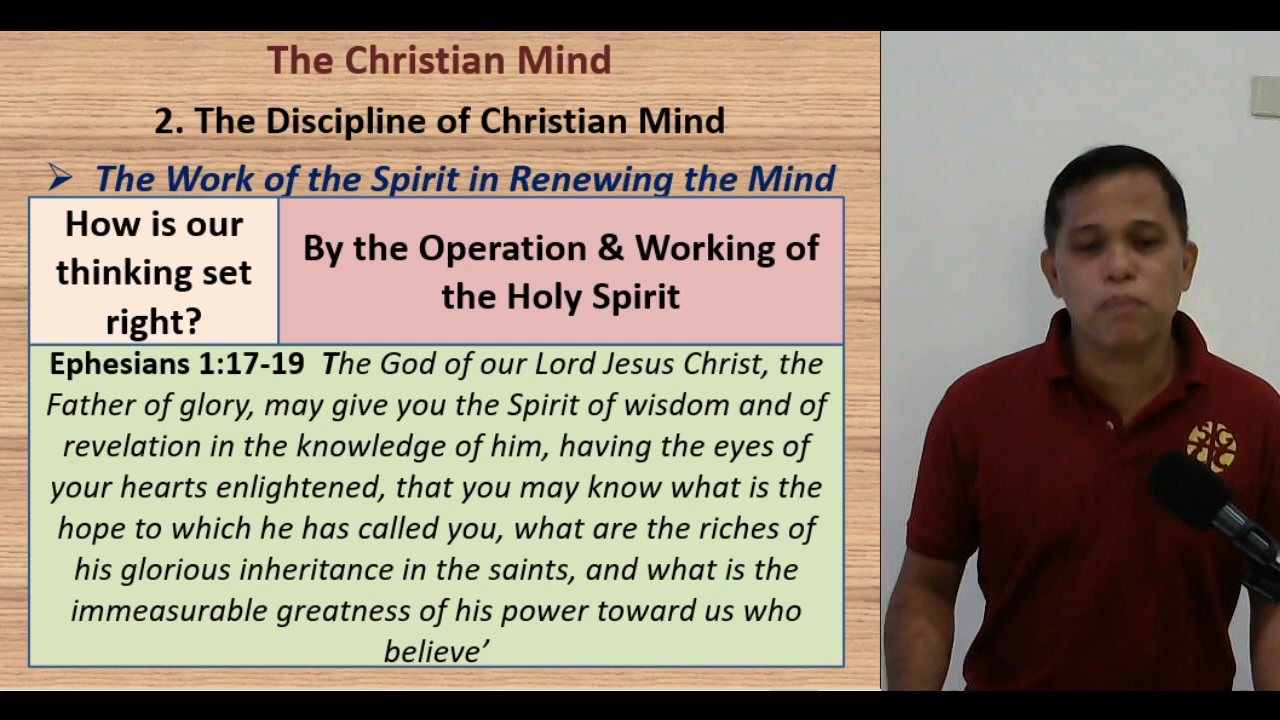 The Christian Mind
2. The Discipline of Christian Mind
The Work of the Spirit in Renewing the Mind
How is our
thinking set
right?
By the Operation & Working of
the Holy Spirit
Ephesians 1:17-19 The God of our Lord Jesus Christ, the
Father of glory, may give you the Spirit of wisdom and of
revelation in the knowledge of him, having the eyes of
your hearts enlightened, that you may know what is the
hope to which he has called you, what are the riches of
his glorious inheritance in the saints, and what is the
immeasurable greatness of his power toward us who
believe’